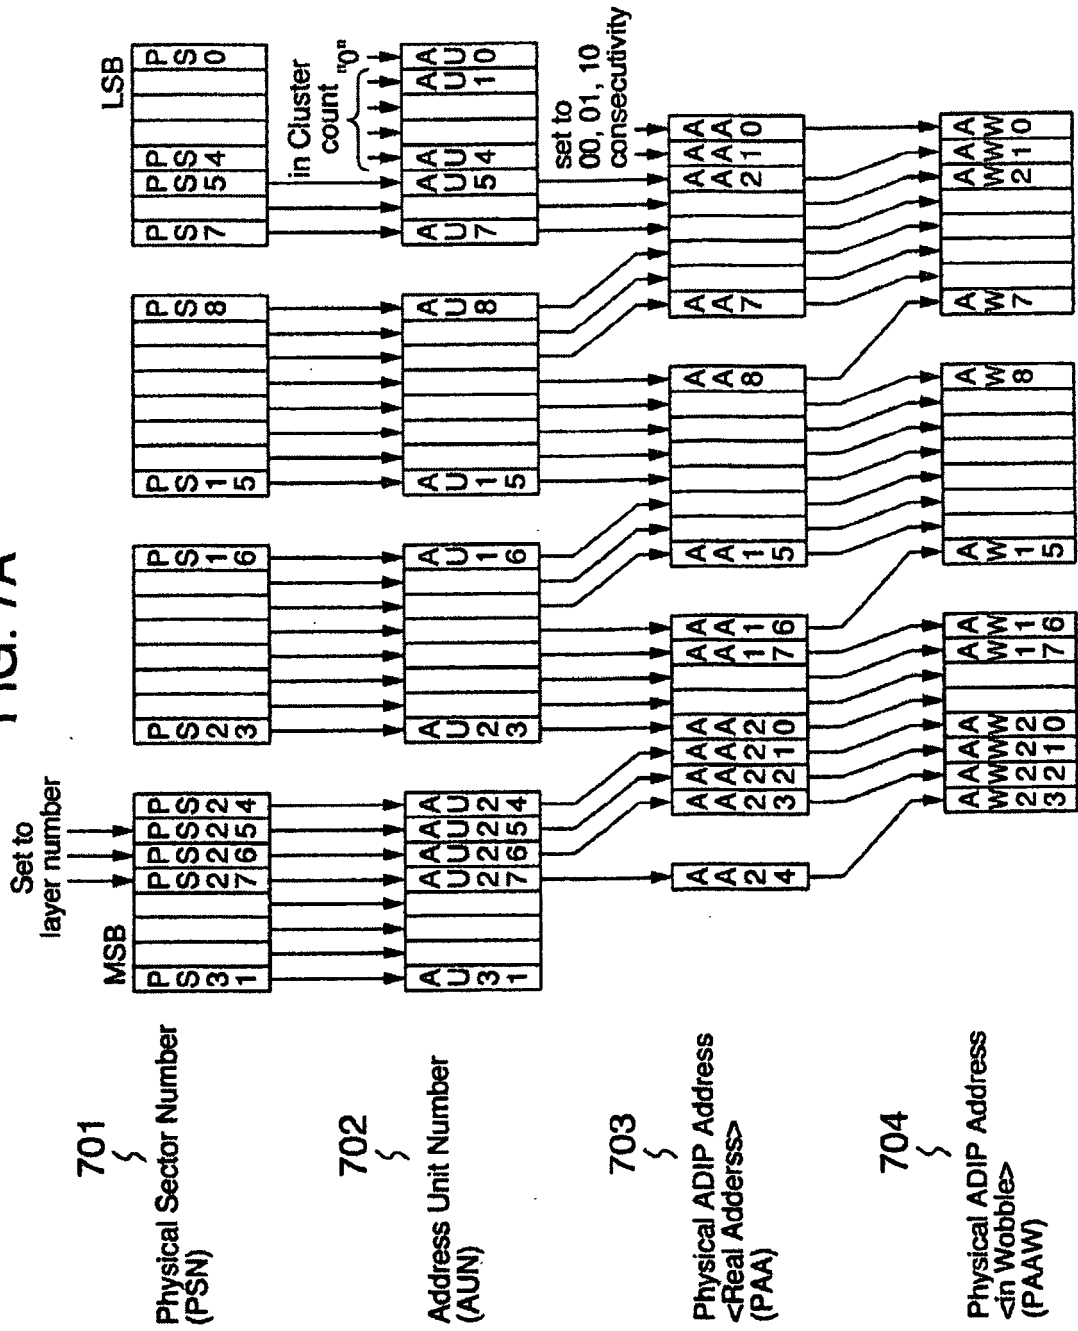 FIG. 7A
Set to
layer number
MSB
LSB
701
Physical Sector Number
(PSN)
PS31
PS27
PS26
PS25
PS24
PS23
PS16
PS15
PS8
PS7
PS5
PS4
PS0
in Cluster
count
"0"
702
Address Unit Number
(AUN)
AU31
AU27
AU26
AU25
AU24
AU23
AU16
AU15
AU8
AU7
AU5
AU4
AU1
AU0
set to
00, 01, 10
consecutivity
703
Physical ADIP Address
<Real Adderss>
(PAA)
AA24
AA23
AA22
AA21
AA20
AA17
AA16
AA15
AA8
AA7
AA2
AA1
AA0
704
Physical ADIP Address
<in Wobble>
(PAAW)
AW23
AW22
AW21
AW20
AW17
AW16
AW15
AW8
AW7
AW2
AW1
AW0